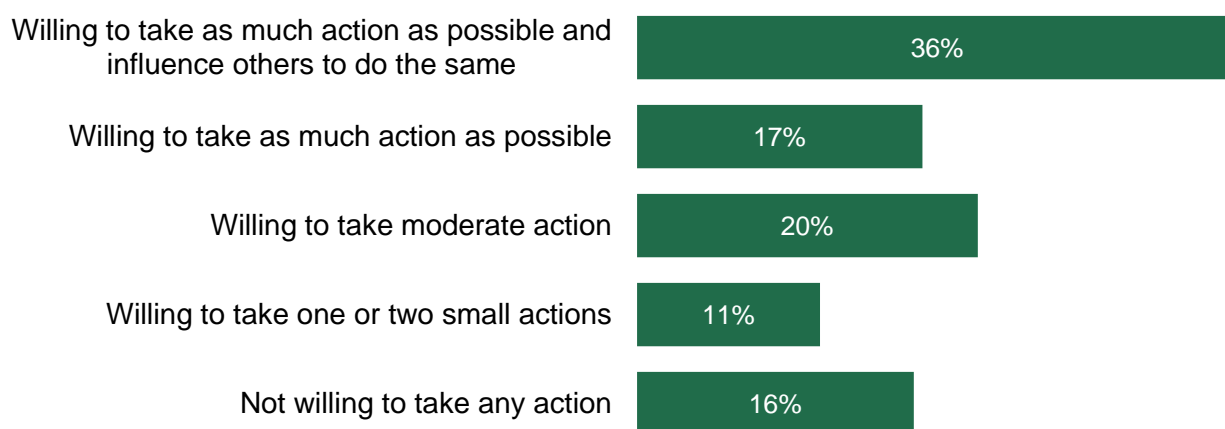 Willing to take as much action as possible and
influence others to do the same
36%
Willing to take as much action as possible
17%
Willing to take moderate action
20%
Willing to take one or two small actions
11%
Not willing to take any action
16%